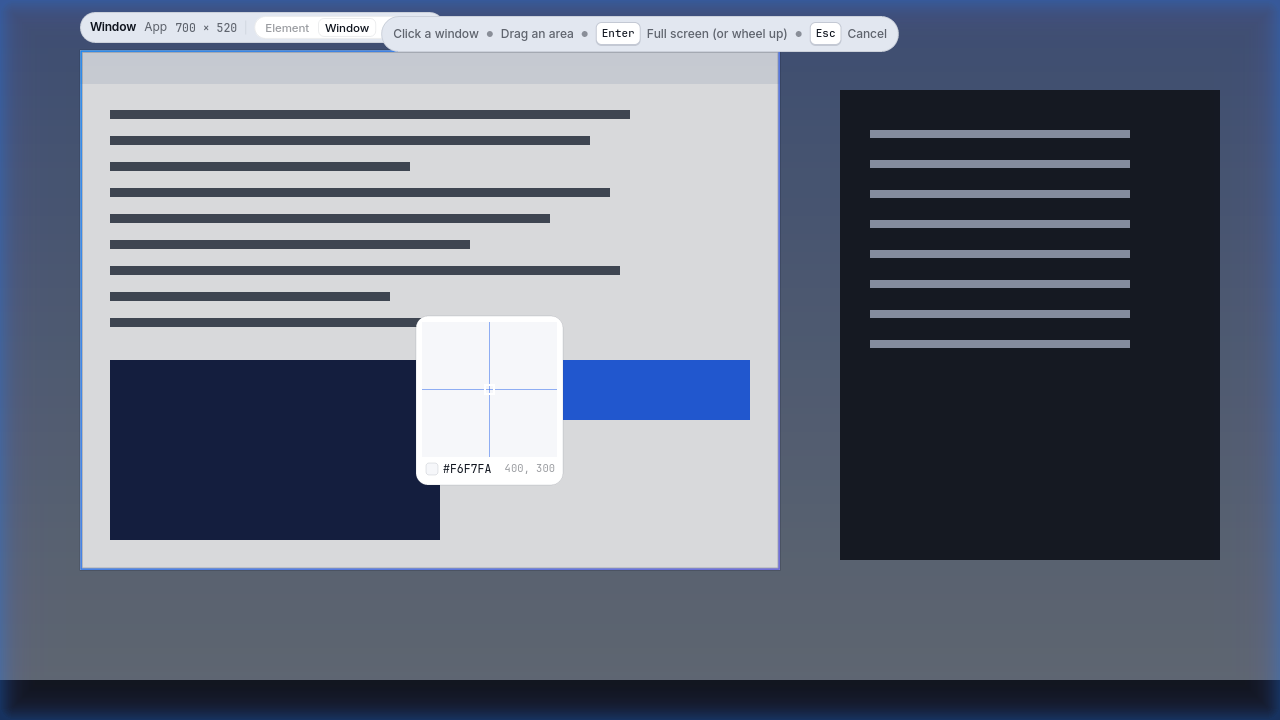 Window App 700 × 520 Element Window
Click a window • Drag an area • Enter Full screen (or wheel up) • Esc Cancel
#F6F7FA 400, 300